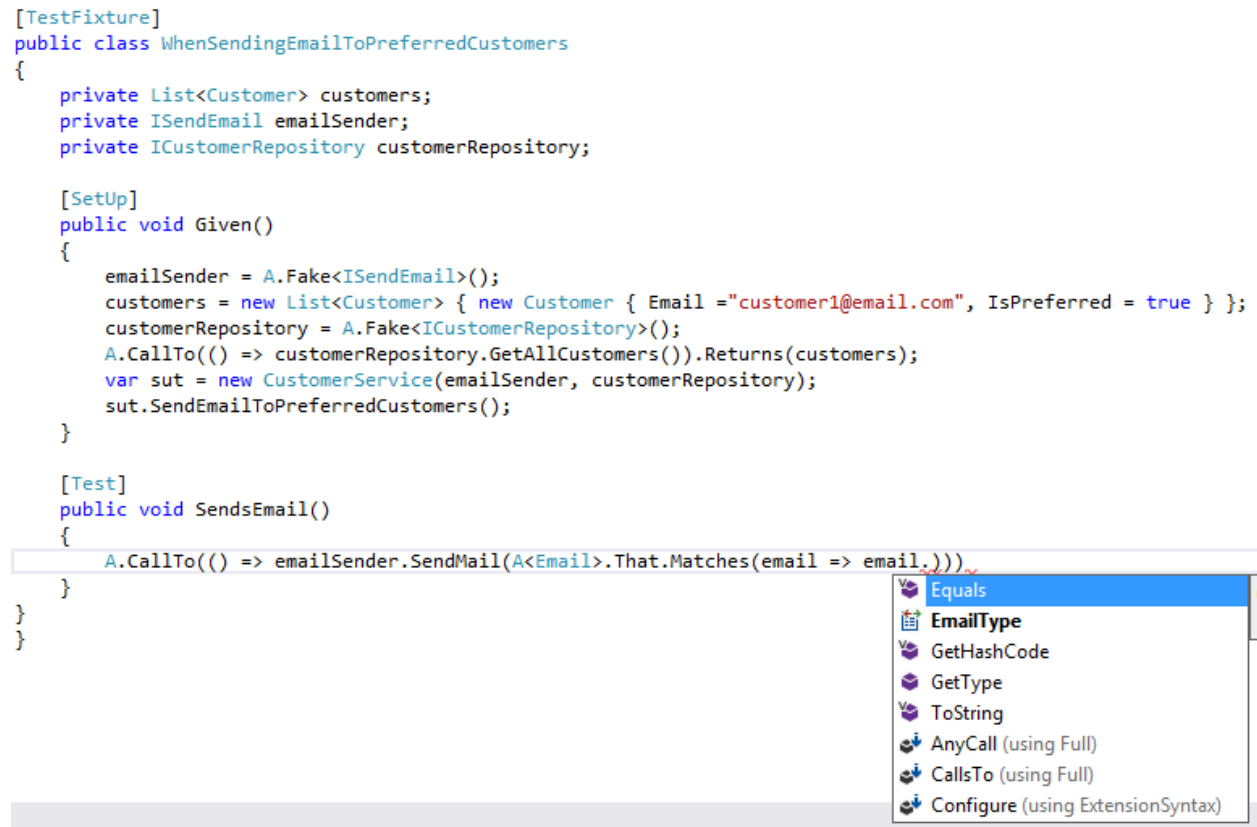 [TestFixture]
public class WhenSendingEmailToPreferredCustomers
{
    private List<Customer> customers;
    private ISendEmail emailSender;
    private ICustomerRepository customerRepository;

    [SetUp]
    public void Given()
    {
        emailSender = A.Fake<ISendEmail>();
        customers = new List<Customer> { new Customer { Email ="customer1@email.com", IsPreferred = true } };
        customerRepository = A.Fake<ICustomerRepository>();
        A.CallTo(() => customerRepository.GetAllCustomers()).Returns(customers);
        var sut = new CustomerService(emailSender, customerRepository);
        sut.SendEmailToPreferredCustomers();
    }

    [Test]
    public void SendsEmail()
    {
        A.CallTo(() => emailSender.SendMail(A<Email>.That.Matches(email => email.)))
    }
}
}
Equals
EmailType
GetHashCode
GetType
ToString
AnyCall (using Full)
CallsTo (using Full)
Configure (using ExtensionSyntax)